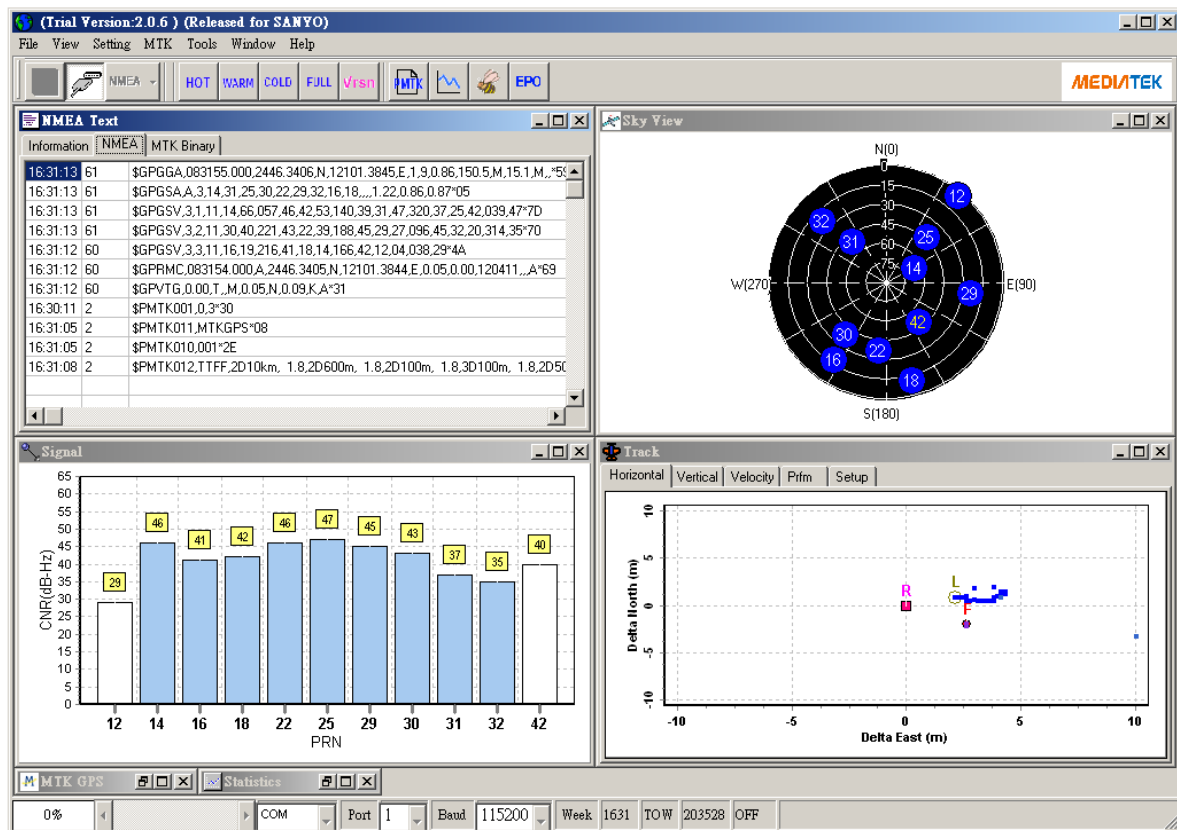 (Trial Version:2.0.6 ) (Released for SANYO)
File View Setting MTK Tools Window Help
NMEA HOT WARM COLD FULL Vrsn PMTK EPO MEDIATEK
NMEA Text
Information NMEA MTK Binary
16:31:13 61 $GPGGA,083155.000,2446.3406,N,12101.3845,E,1,9,0.86,150.5,M,15.1,M,,*59
16:31:13 61 $GPGSA,A,3,14,31,25,30,22,29,32,16,18,,,,1.22,0.86,0.87*05
16:31:13 61 $GPGSV,3,1,11,14,66,057,46,42,53,140,39,31,47,320,37,25,42,039,47*7D
16:31:13 61 $GPGSV,3,2,11,30,40,221,43,22,39,188,45,29,27,096,45,32,20,314,35*70
16:31:12 60 $GPGSV,3,3,11,16,19,216,41,18,14,166,42,12,04,038,29*4A
16:31:12 60 $GPRMC,083154.000,A,2446.3405,N,12101.3844,E,0.05,0.00,120411,,,A*69
16:31:12 60 $GPVTG,0.00,T,,M,0.05,N,0.09,K,A*31
16:30:11 2 $PMTK001,0,3*30
16:31:05 2 $PMTK011,MTKGPS*08
16:31:05 2 $PMTK010,001*2E
16:31:08 2 $PMTK012,TTFF,2D10km, 1.8,2D600m, 1.8,2D100m, 1.8,3D100m, 1.8,2D50
Sky View
N(0)
0
15
30
45
60
75
W(270)
E(90)
S(180)
12
32
25
31
14
29
42
30
22
16
18
Signal
65
60
55
50
45
40
35
30
25
20
15
10
5
0
CNR(dB-Hz)
29 46 41 42 46 47 45 43 37 35 40
12 14 16 18 22 25 29 30 31 32 42
PRN
Track
Horizontal Vertical Velocity Prfm Setup
10
5
0
-5
-10
Delta North (m)
R
L
F
-10 -5 0 5 10
Delta East (m)
M MTK GPS
Statistics
0% COM Port 1 Baud 115200 Week 1631 TOW 203528 OFF